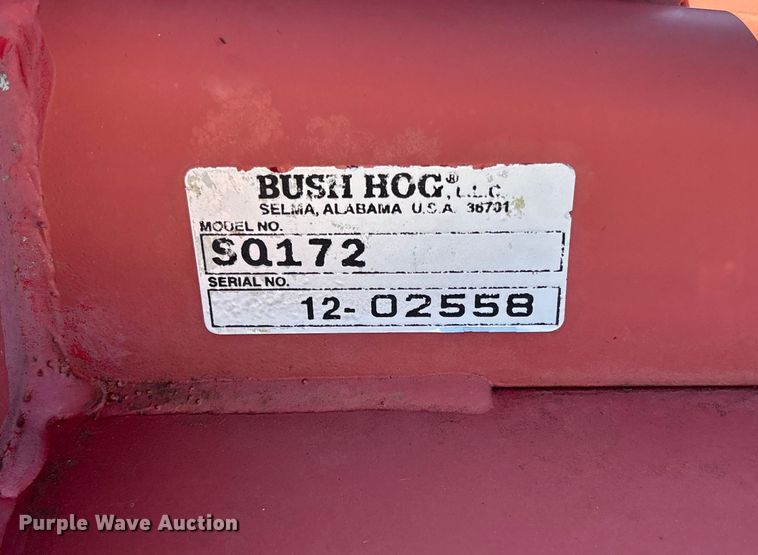 BUSH HOG® L.L.C.
SELMA, ALABAMA U.S.A. 36701
MODEL NO.
SQ172
SERIAL NO.
12- 02558
Purple Wave Auction